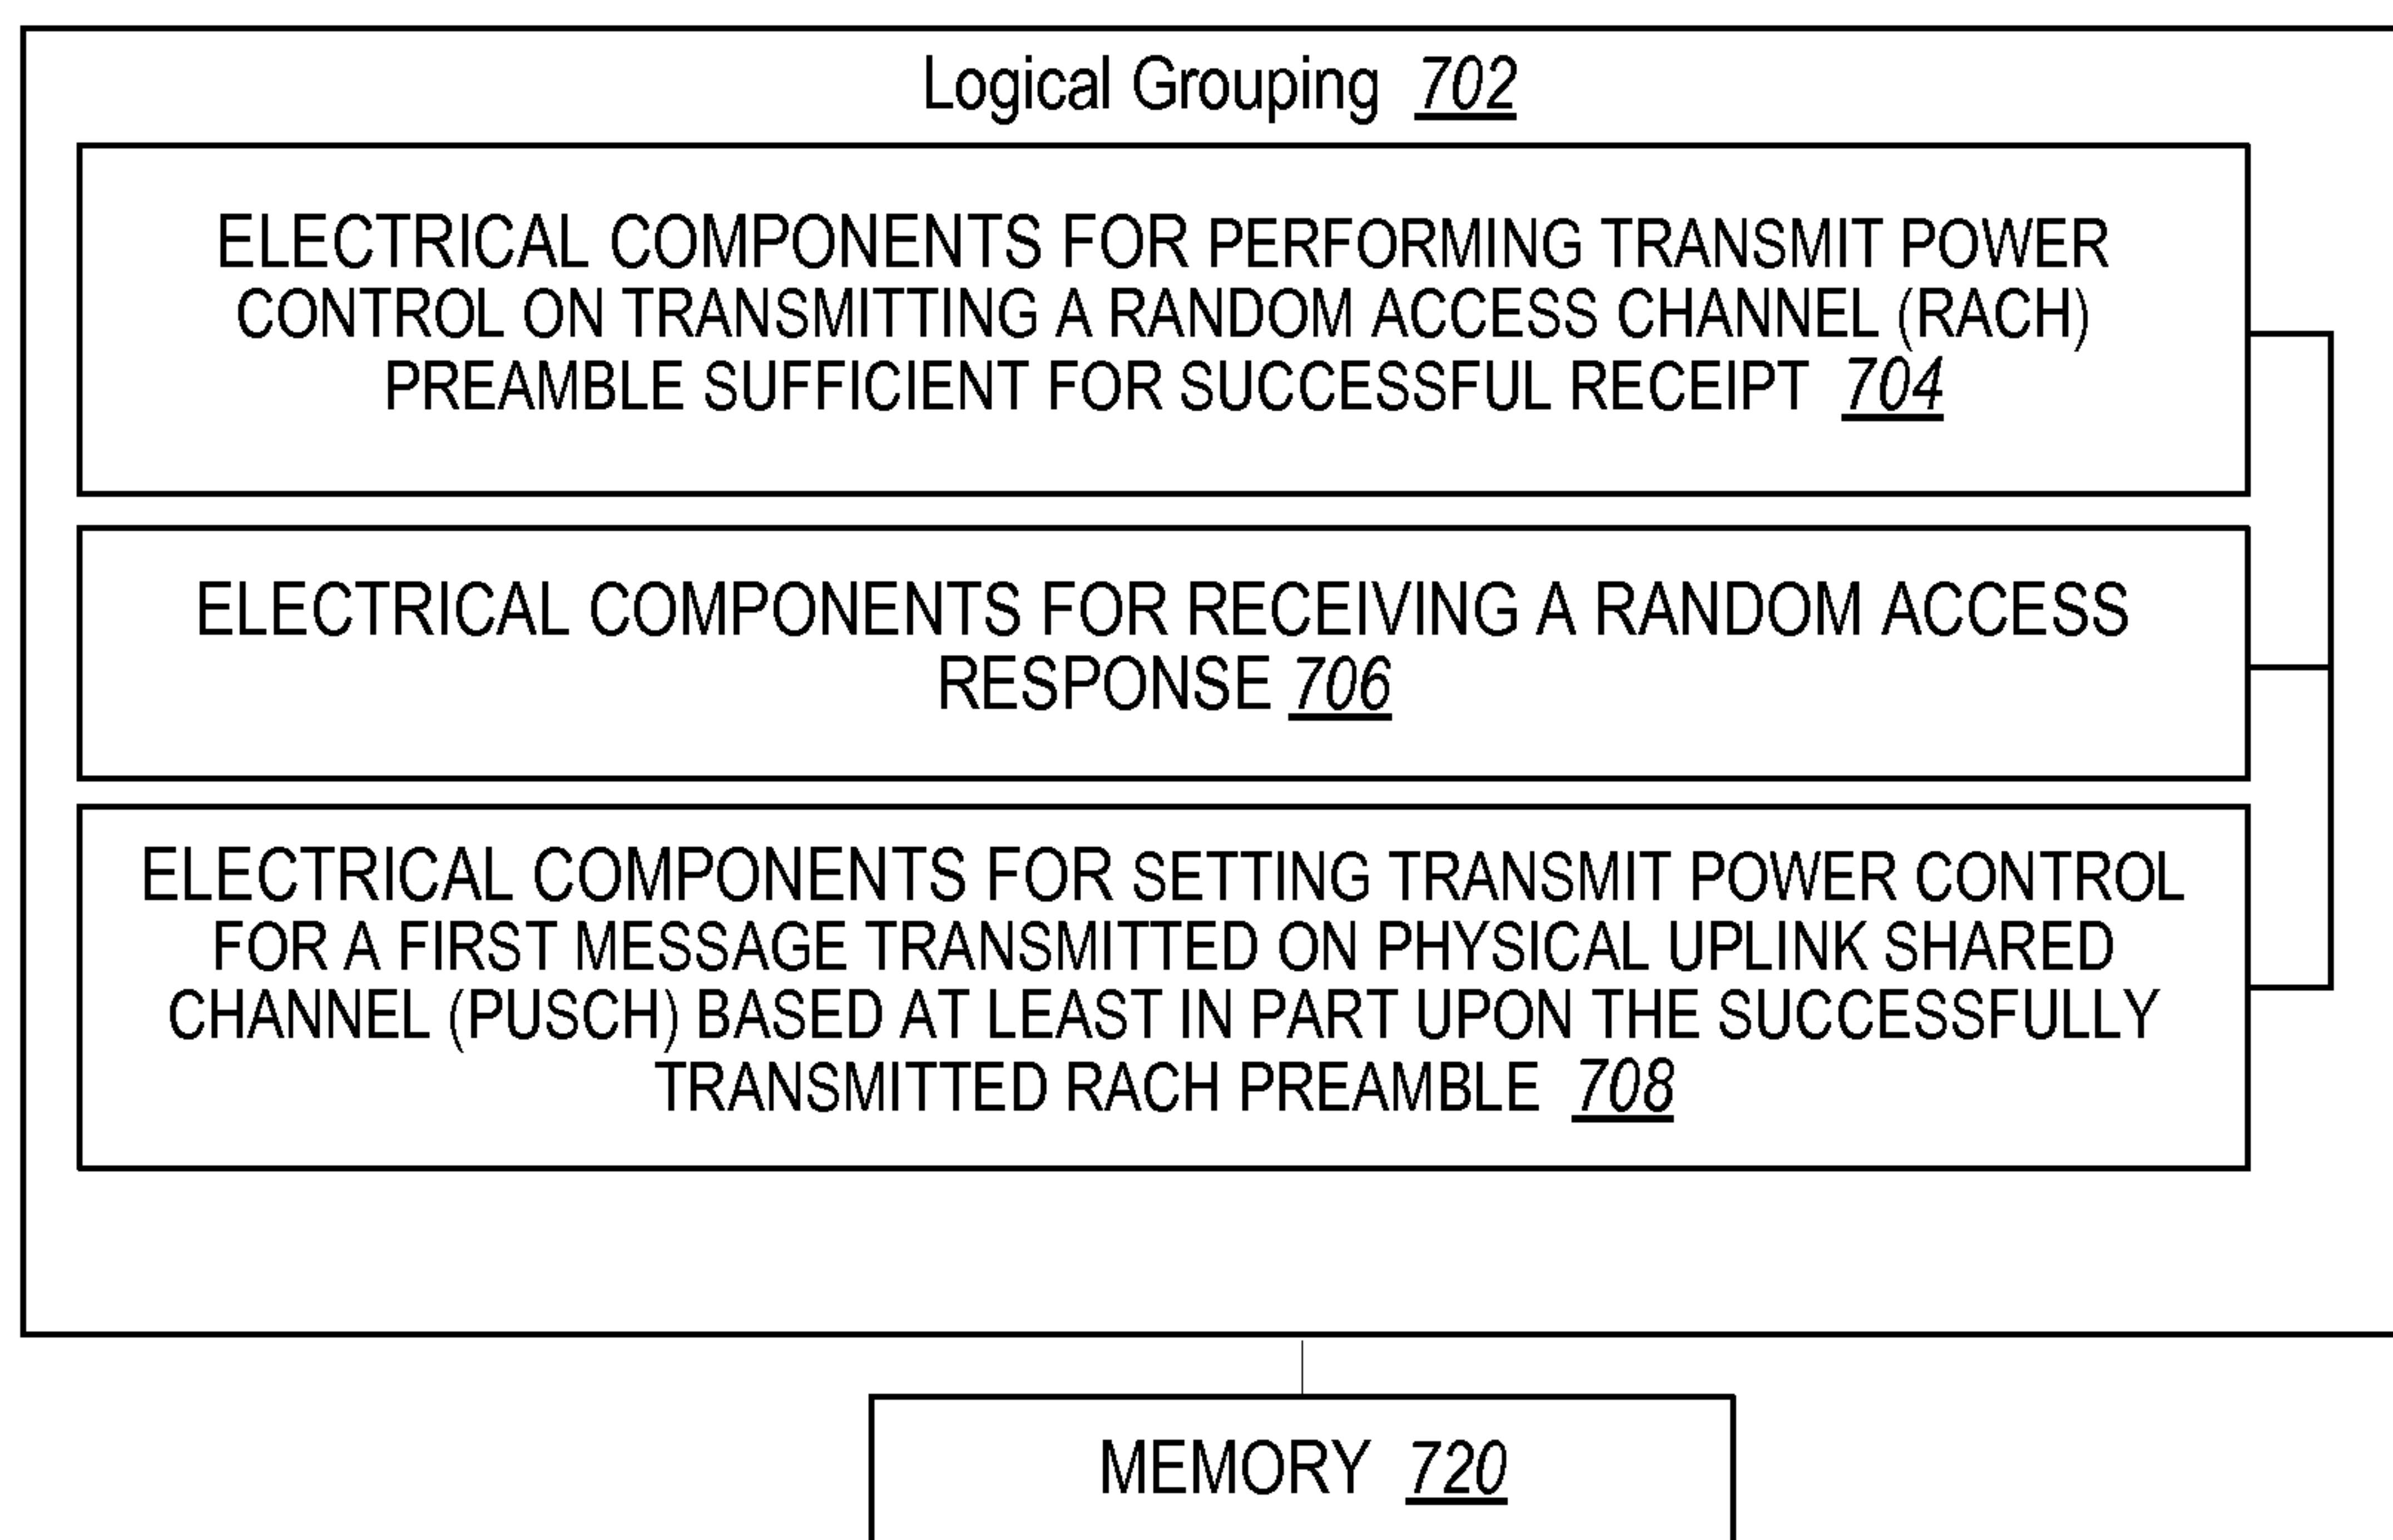 Logical Grouping 702
ELECTRICAL COMPONENTS FOR PERFORMING TRANSMIT POWER
CONTROL ON TRANSMITTING A RANDOM ACCESS CHANNEL (RACH)
PREAMBLE SUFFICIENT FOR SUCCESSFUL RECEIPT 704
ELECTRICAL COMPONENTS FOR RECEIVING A RANDOM ACCESS
RESPONSE 706
ELECTRICAL COMPONENTS FOR SETTING TRANSMIT POWER CONTROL
FOR A FIRST MESSAGE TRANSMITTED ON PHYSICAL UPLINK SHARED
CHANNEL (PUSCH) BASED AT LEAST IN PART UPON THE SUCCESSFULLY
TRANSMITTED RACH PREAMBLE 708
MEMORY 720